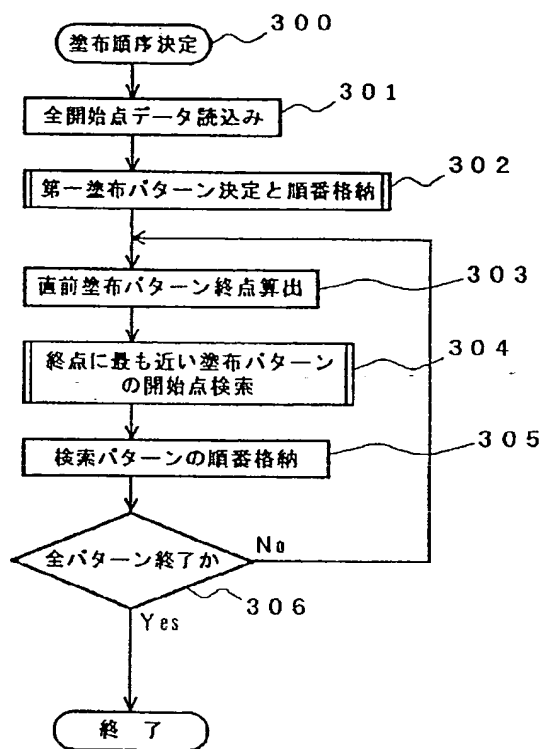 塗布順序決定
300
全開始点データ読込み
301
第一塗布パターン決定と順番格納
302
直前塗布パターン終点算出
303
終点に最も近い塗布パターン
の開始点検索
304
検索パターンの順番格納
305
全パターン終了か
No
306
Yes
終 了